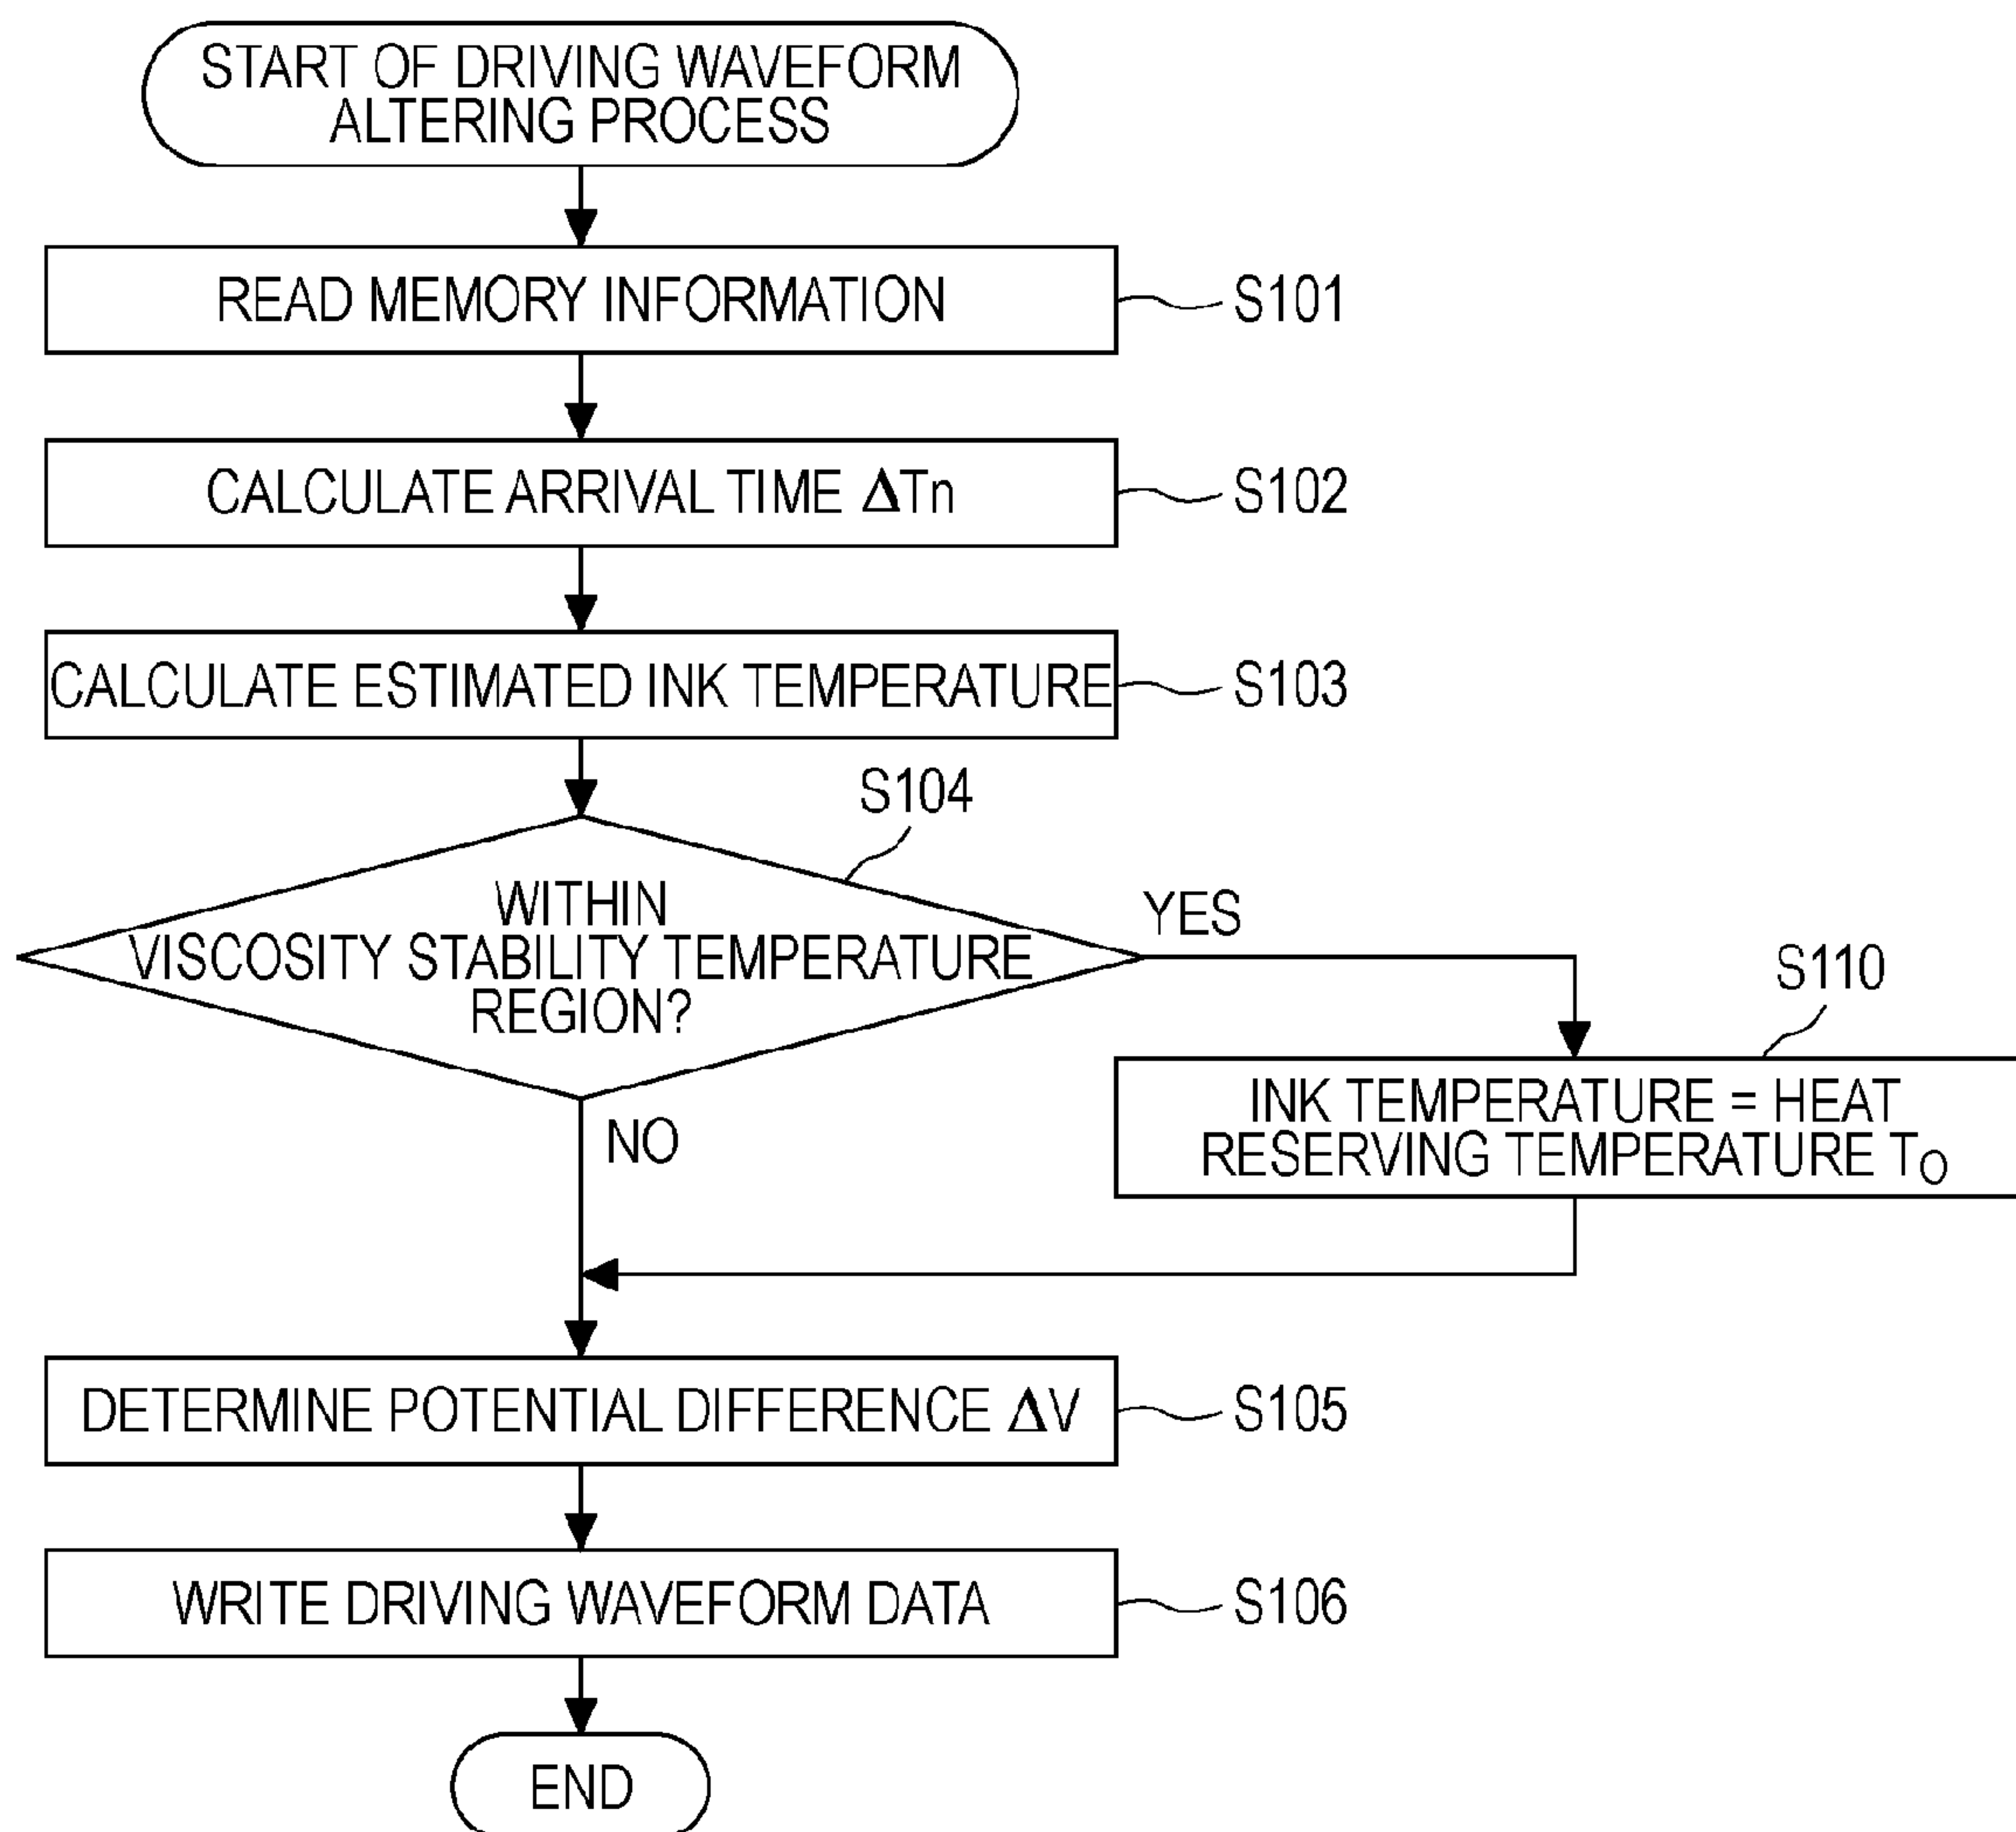 START OF DRIVING WAVEFORM
ALTERING PROCESS
READ MEMORY INFORMATION
S101
CALCULATE ARRIVAL TIME ΔTn
S102
CALCULATE ESTIMATED INK TEMPERATURE
S103
S104
WITHIN
VISCOSITY STABILITY TEMPERATURE
REGION?
YES
NO
S110
INK TEMPERATURE = HEAT
RESERVING TEMPERATURE TO
DETERMINE POTENTIAL DIFFERENCE ΔV
S105
WRITE DRIVING WAVEFORM DATA
S106
END